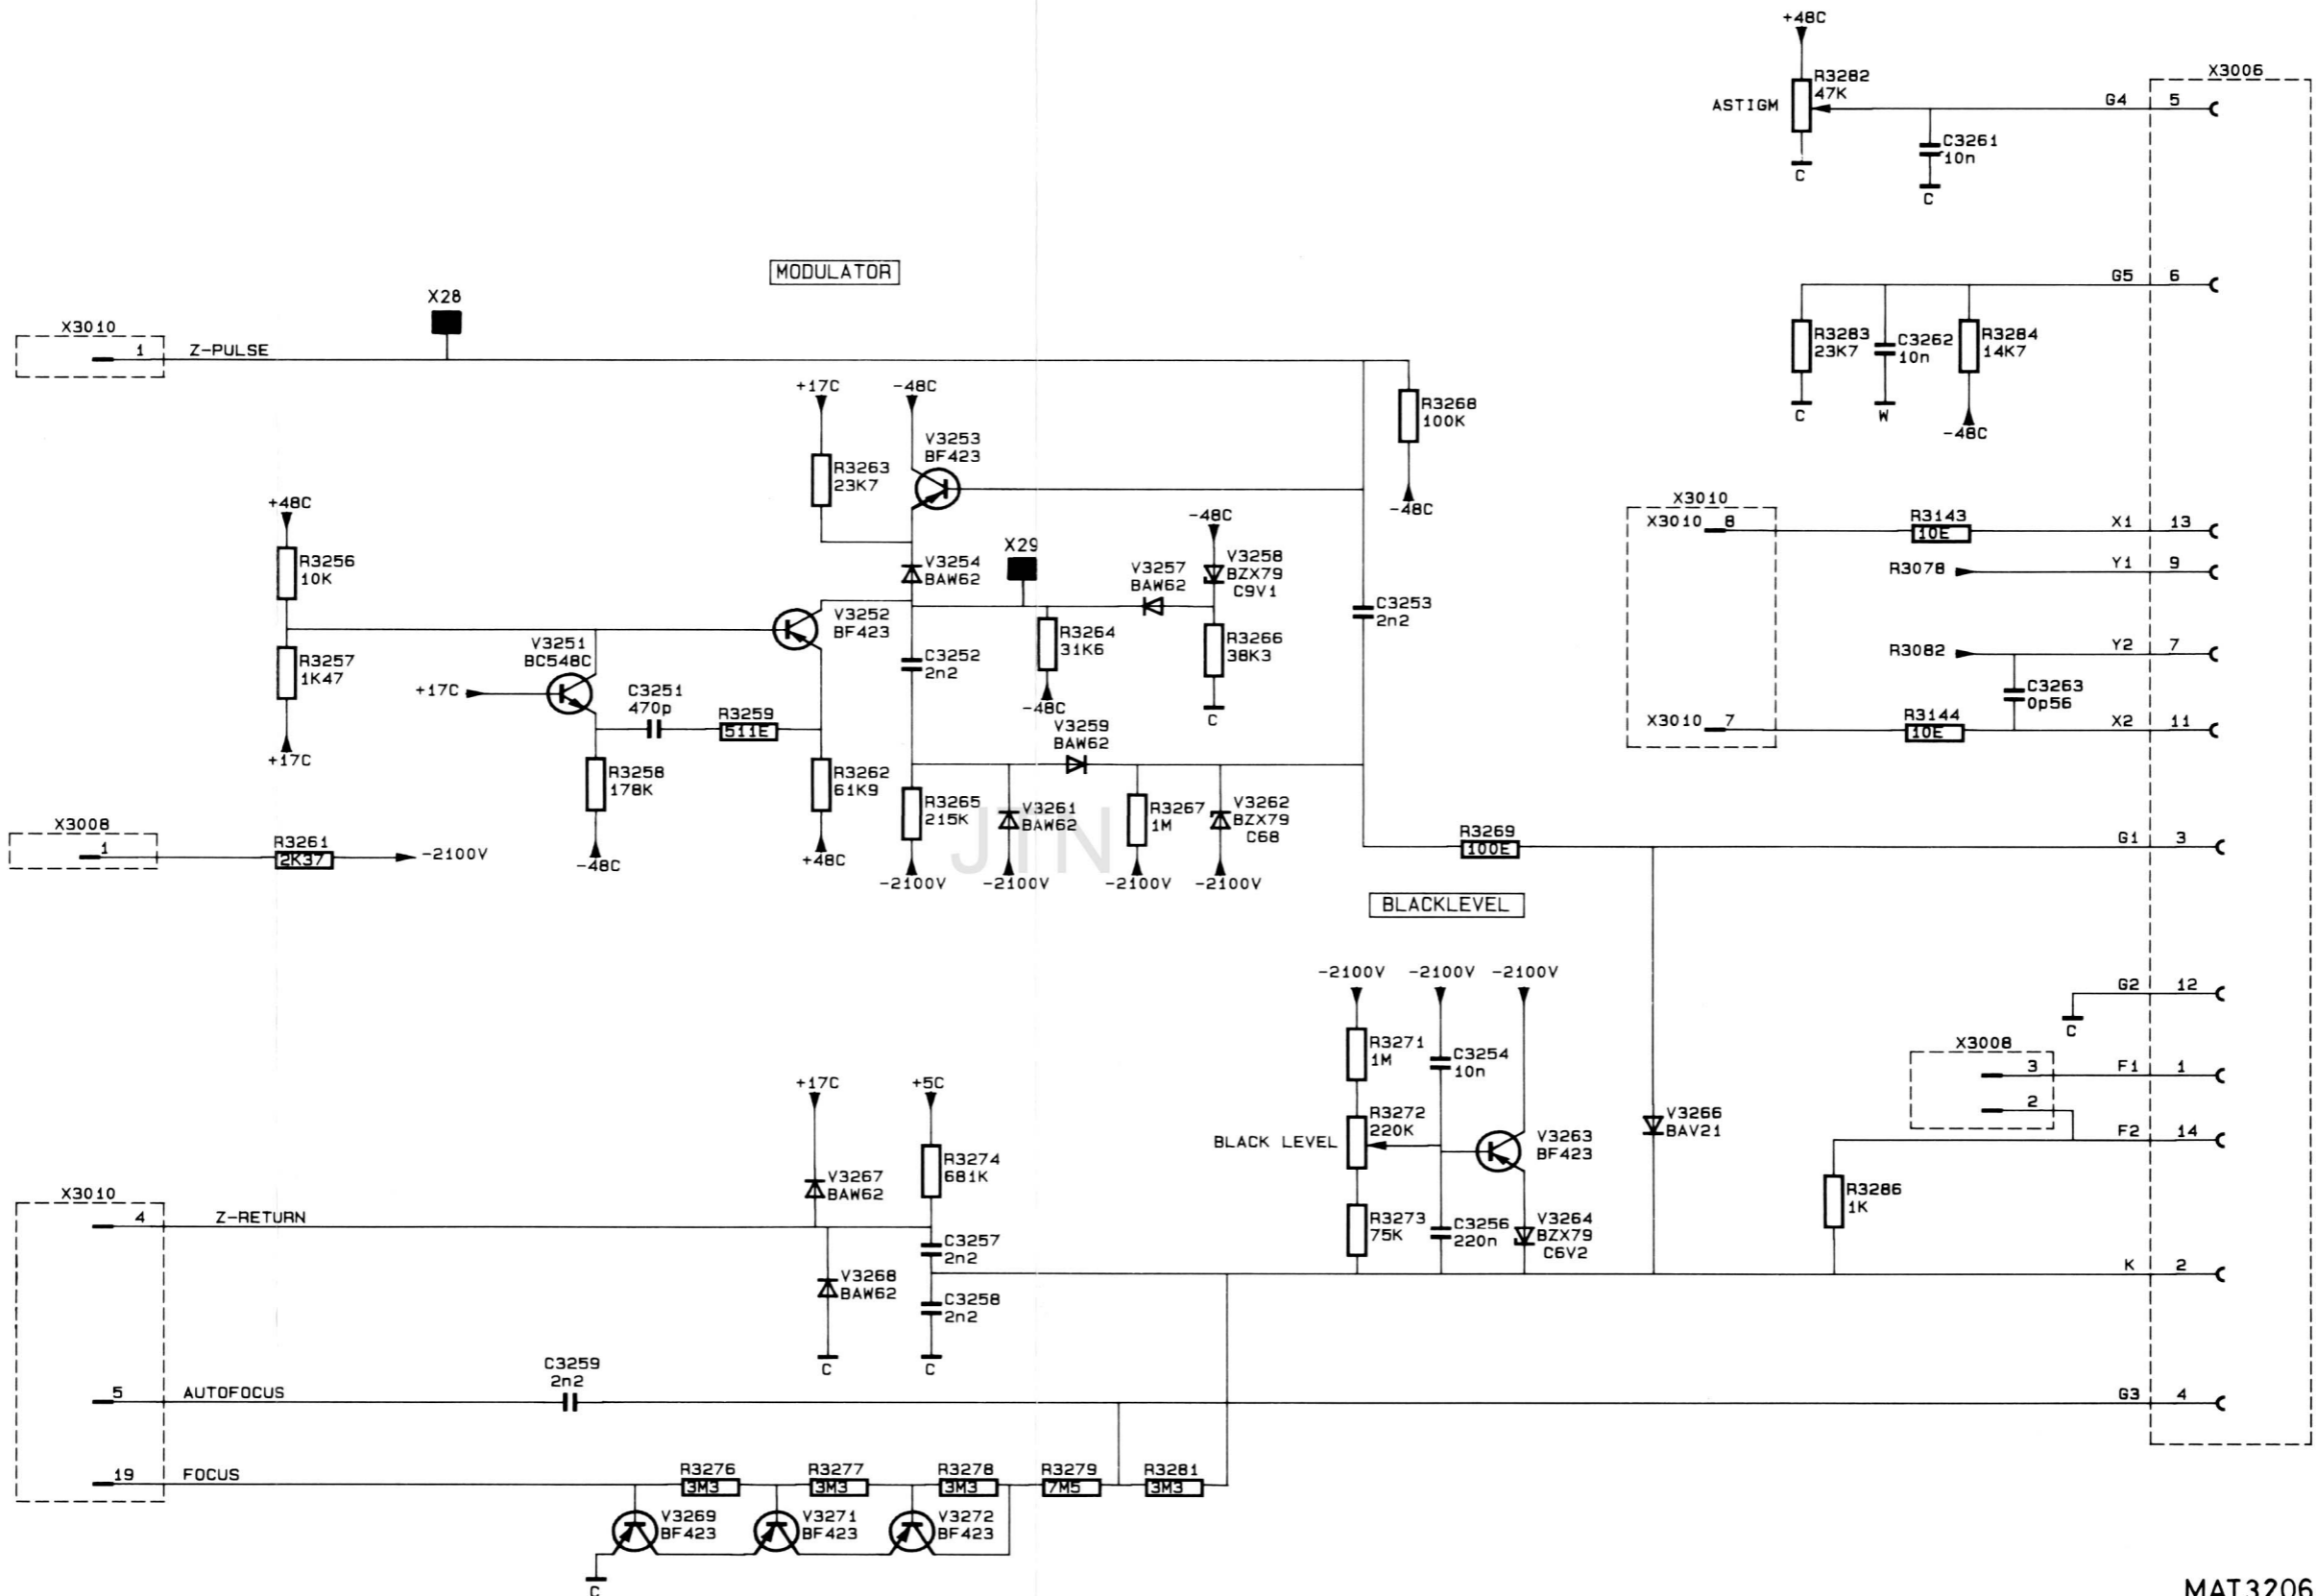 +48C
X3006
R3282
47K
ASTIGM
G4 5
C3261
10n
C
C
MODULATOR
X28
G5 6
X3010
1 Z-PULSE
R3283
23K7
C3262
10n
R3284
14K7
C
W
-48C
+17C
-48C
R3268
100K
V3253
BF423
R3263
23K7
-48C
+48C
R3256
10K
X3010
X3010 8
R3143
10E
X1 13
R3078
Y1 9
-48C
X29
V3254
BAW62
V3257
BAW62
V3258
BZX79
C9V1
V3252
BF423
C3253
2n2
R3257
1K47
V3251
BC548C
+17C
C3251
470p
R3259
511E
C3252
2n2
R3264
31K6
R3266
38K3
-48C
C
R3082
Y2 7
C3263
0p56
X3010 7
R3144
10E
X2 11
+17C
V3259
BAW62
R3258
178K
R3262
61K9
R3265
215K
V3261
BAW62
R3267
1M
V3262
BZX79
C68
JTN
X3008
1
R3261
2K37
-2100V
-48C
+48C
-2100V
-2100V
-2100V
-2100V
R3269
100E
G1 3
BLACKLEVEL
-2100V
-2100V
-2100V
G2 12
C
R3271
1M
C3254
10n
X3008
3
F1 1
2
F2 14
+17C
+5C
R3272
220K
BLACK LEVEL
V3263
BF423
V3266
BAV21
R3274
681K
V3267
BAW62
R3286
1K
X3010
4 Z-RETURN
R3273
75K
C3256
220n
V3264
BZX79
C6V2
C3257
2n2
K 2
V3268
BAW62
C3258
2n2
C
C
C3259
2n2
5 AUTOFOCUS
G3 4
19 FOCUS
R3276
3M3
R3277
3M3
R3278
3M3
R3279
7M5
R3281
3M3
V3269
BF423
V3271
BF423
V3272
BF423
C
MAT3206